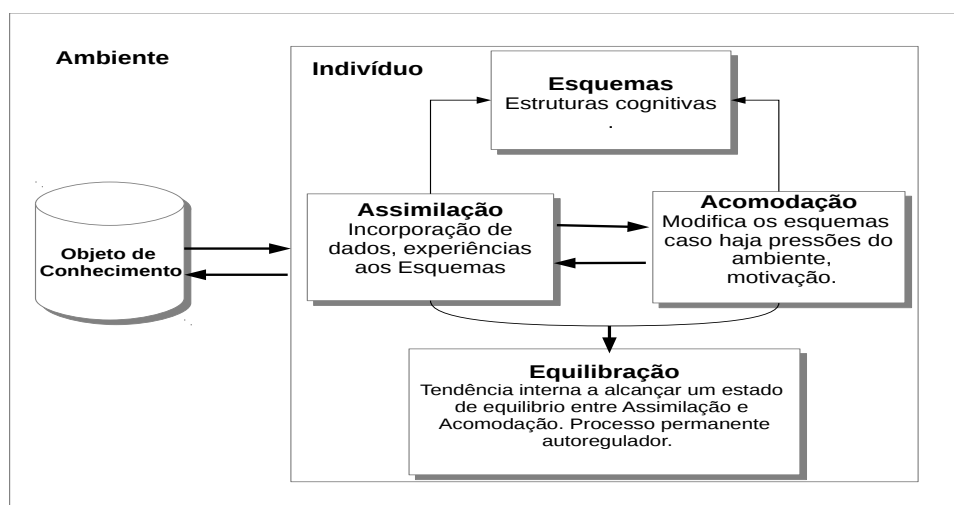 Ambiente
Indivíduo
Esquemas
Estruturas cognitivas
.
Objeto de
Conhecimento
Assimilação
Incorporação de
dados, experiências
aos Esquemas
Acomodação
Modifica os esquemas
caso haja pressões do
ambiente,
motivação.
Equilibração
Tendência interna a alcançar um estado
de equilibrio entre Assimilação e
Acomodação. Processo permanente
autoregulador.